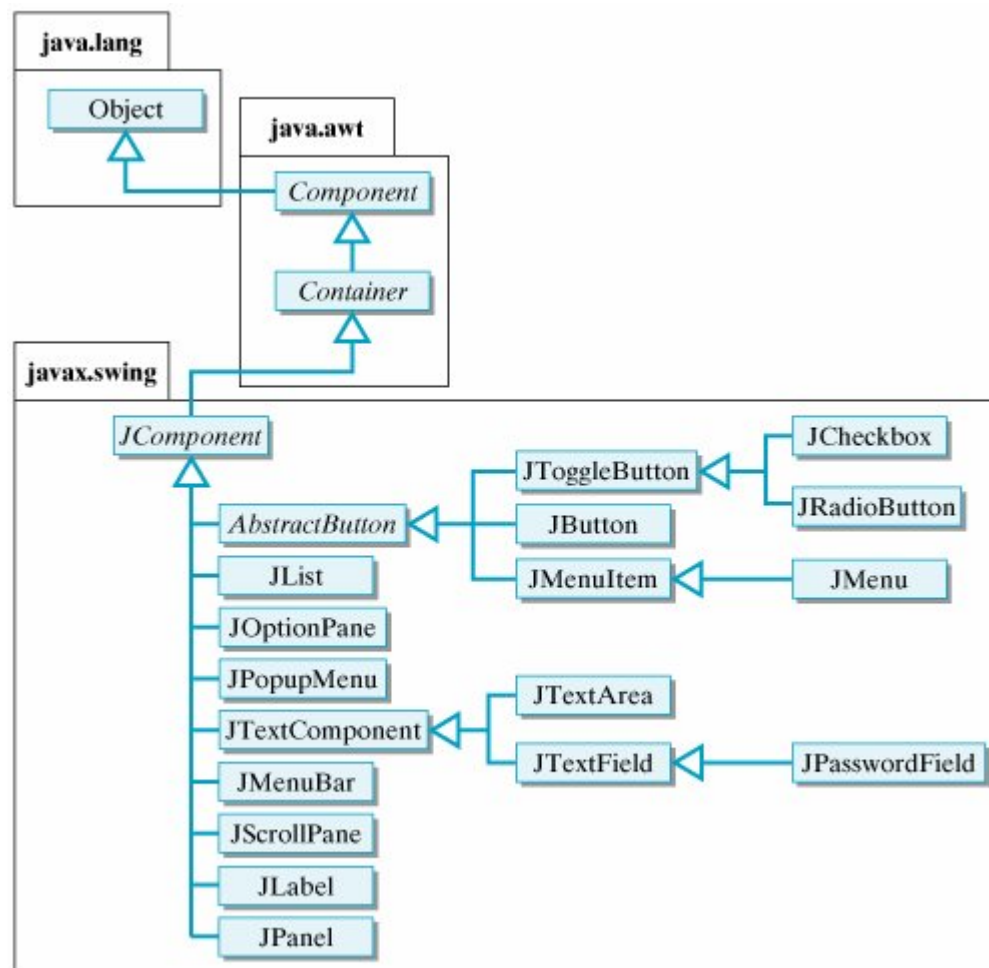 java.lang
Object
java.awt
Component
Container
javax.swing
JComponent
AbstractButton
JToggleButton
JCheckbox
JRadioButton
JButton
JMenuItem
JMenu
JList
JOptionPane
JPopupMenu
JTextComponent
JTextArea
JTextField
JPasswordField
JMenuBar
JScrollPane
JLabel
JPanel